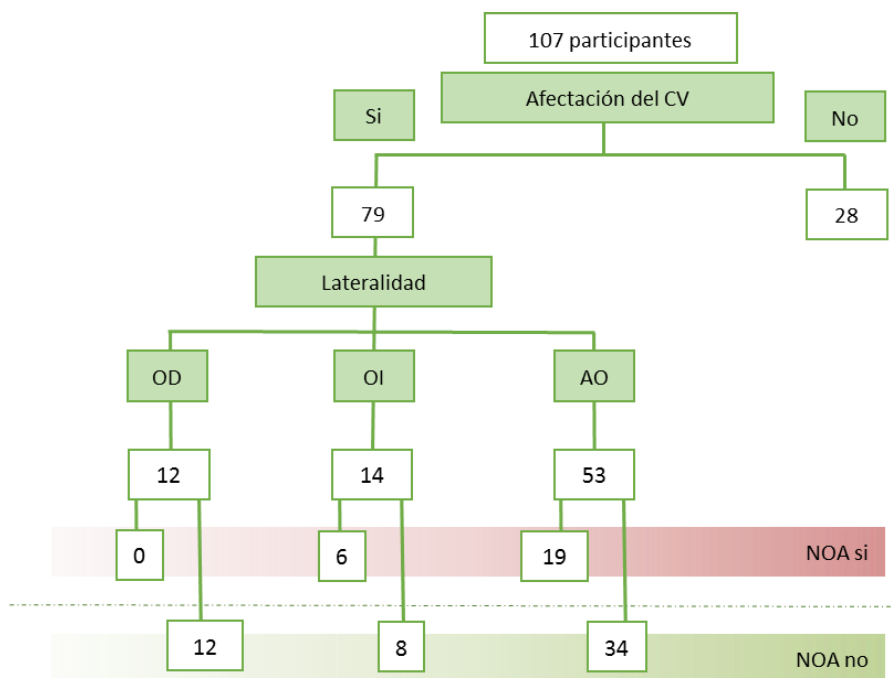 107 participantes
Afectación del CV
Si
No
79
28
Lateralidad
OD
OI
AO
12
14
53
0
6
19
NOA si
12
8
34
NOA no